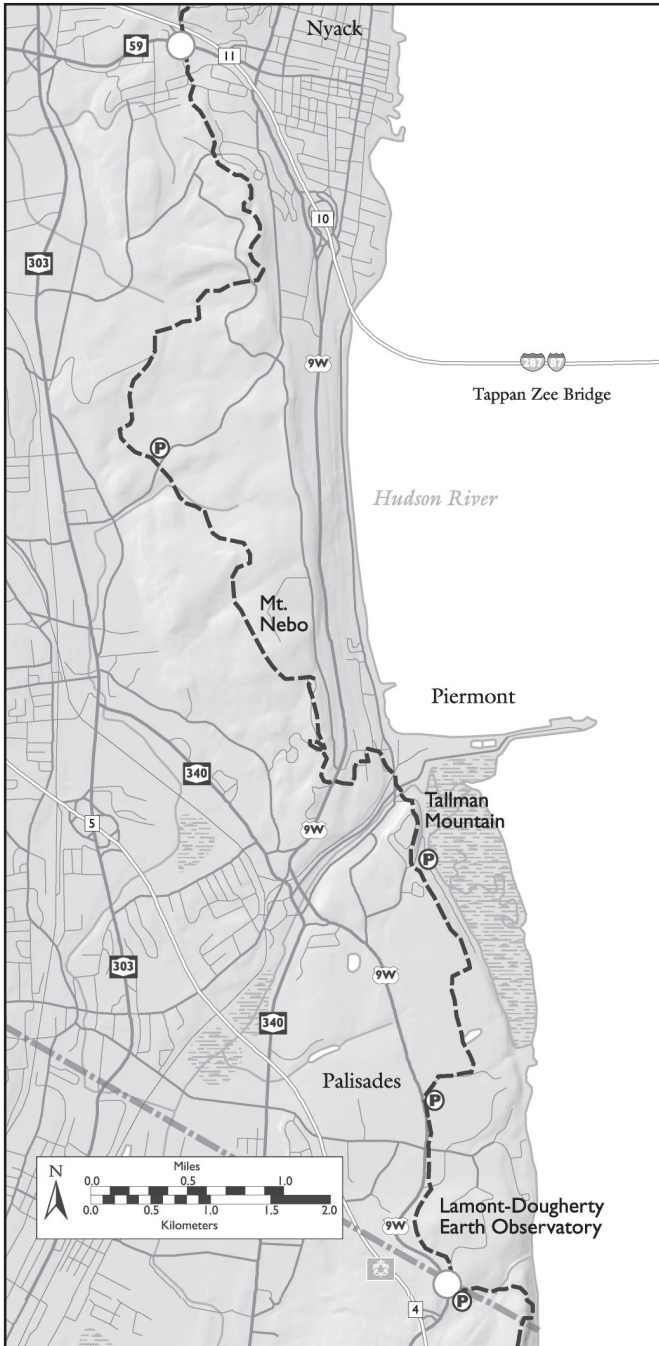 Nyack
59
11
10
303
9W
287 87
Tappan Zee Bridge
P
Hudson River
Mt.
Nebo
Piermont
340
Tallman
Mountain
5
9W
P
303
9W
340
Palisades
P
N
Miles
0.0 0.5 1.0
0.0 0.5 1.0 1.5 2.0
Kilometers
Lamont-Dougherty
Earth Observatory
9W
4
P